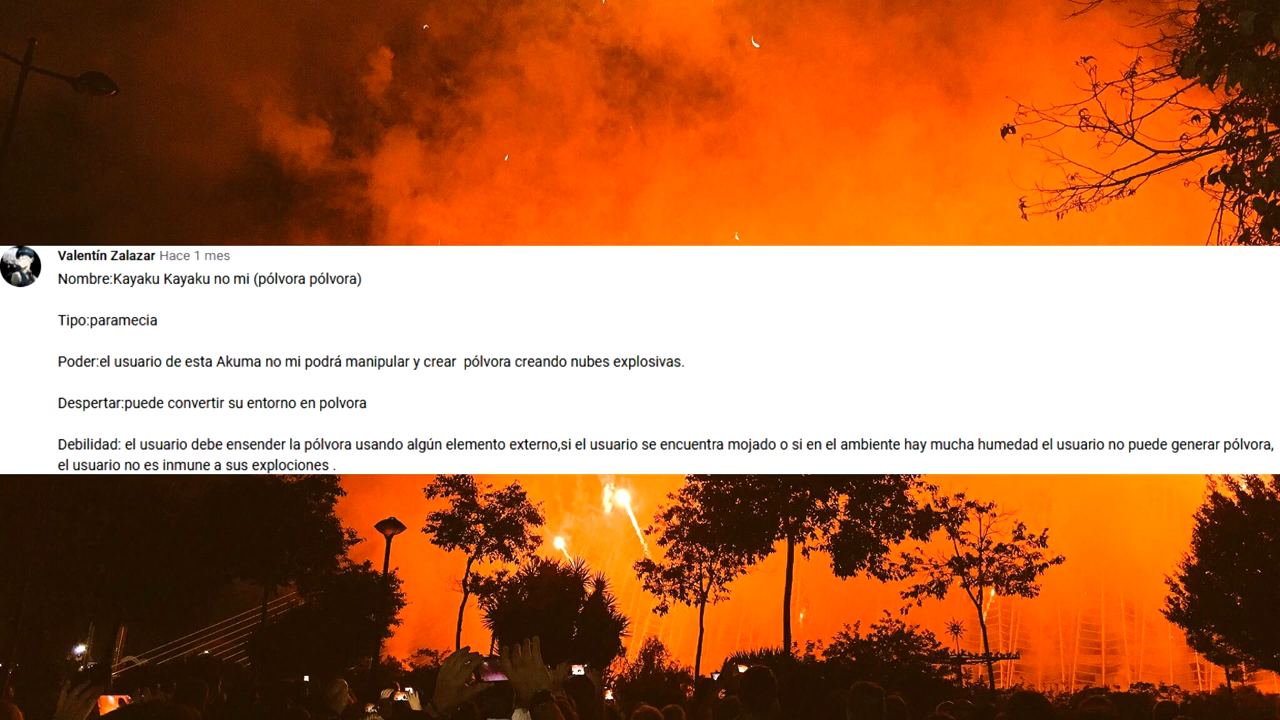 Valentín Zalazar Hace 1 mes
Nombre:Kayaku Kayaku no mi (pólvora pólvora)
Tipo:paramecia
Poder:el usuario de esta Akuma no mi podrá manipular y crear pólvora creando nubes explosivas.
Despertar:puede convertir su entorno en polvora
Debilidad: el usuario debe ensender la pólvora usando algún elemento externo,si el usuario se encuentra mojado o si en el ambiente hay mucha humedad el usuario no puede generar pólvora,
el usuario no es inmune a sus explociones .